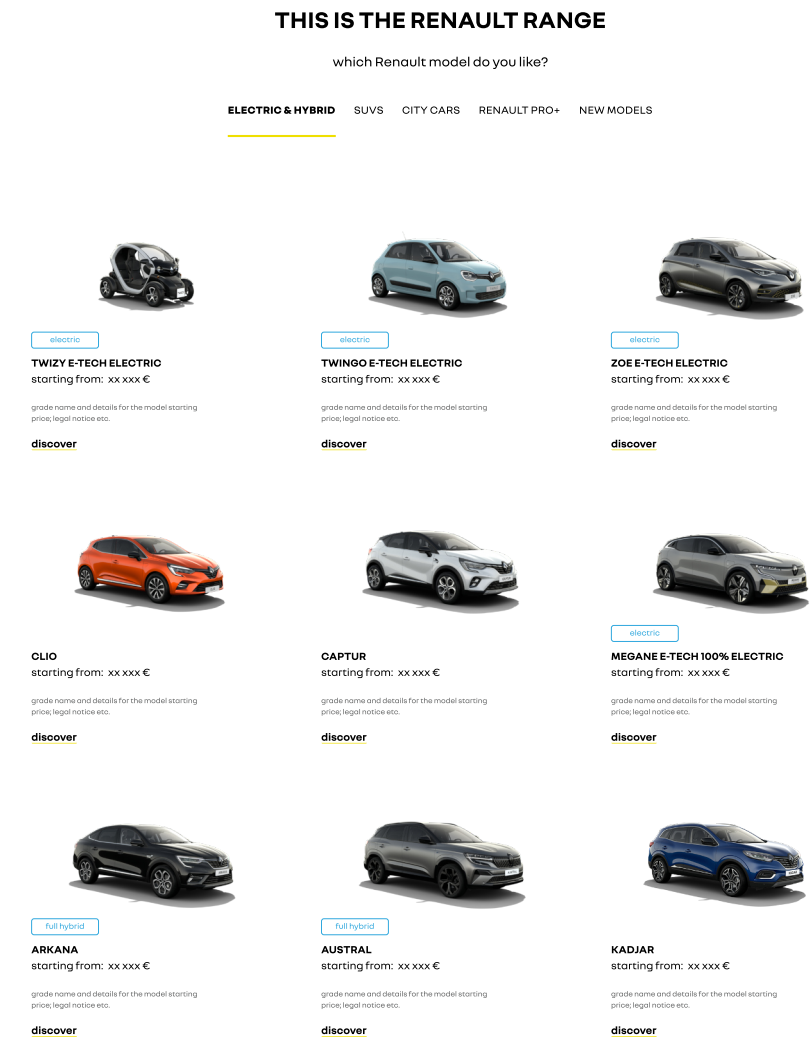 THIS IS THE RENAULT RANGE
which Renault model do you like?
ELECTRIC & HYBRID SUVS CITY CARS RENAULT PRO+ NEW MODELS
electric
TWIZY E-TECH ELECTRIC
starting from: xx xxx €
grade name and details for the model starting
price; legal notice etc.
discover
electric
TWINGO E-TECH ELECTRIC
starting from: xx xxx €
grade name and details for the model starting
price; legal notice etc.
discover
electric
ZOE E-TECH ELECTRIC
starting from: xx xxx €
grade name and details for the model starting
price; legal notice etc.
discover
CLIO
starting from: xx xxx €
grade name and details for the model starting
price; legal notice etc.
discover
CAPTUR
starting from: xx xxx €
grade name and details for the model starting
price; legal notice etc.
discover
electric
MEGANE E-TECH 100% ELECTRIC
starting from: xx xxx €
grade name and details for the model starting
price; legal notice etc.
discover
full hybrid
ARKANA
starting from: xx xxx €
grade name and details for the model starting
price; legal notice etc.
discover
full hybrid
AUSTRAL
starting from: xx xxx €
grade name and details for the model starting
price; legal notice etc.
discover
KADJAR
starting from: xx xxx €
grade name and details for the model starting
price; legal notice etc.
discover